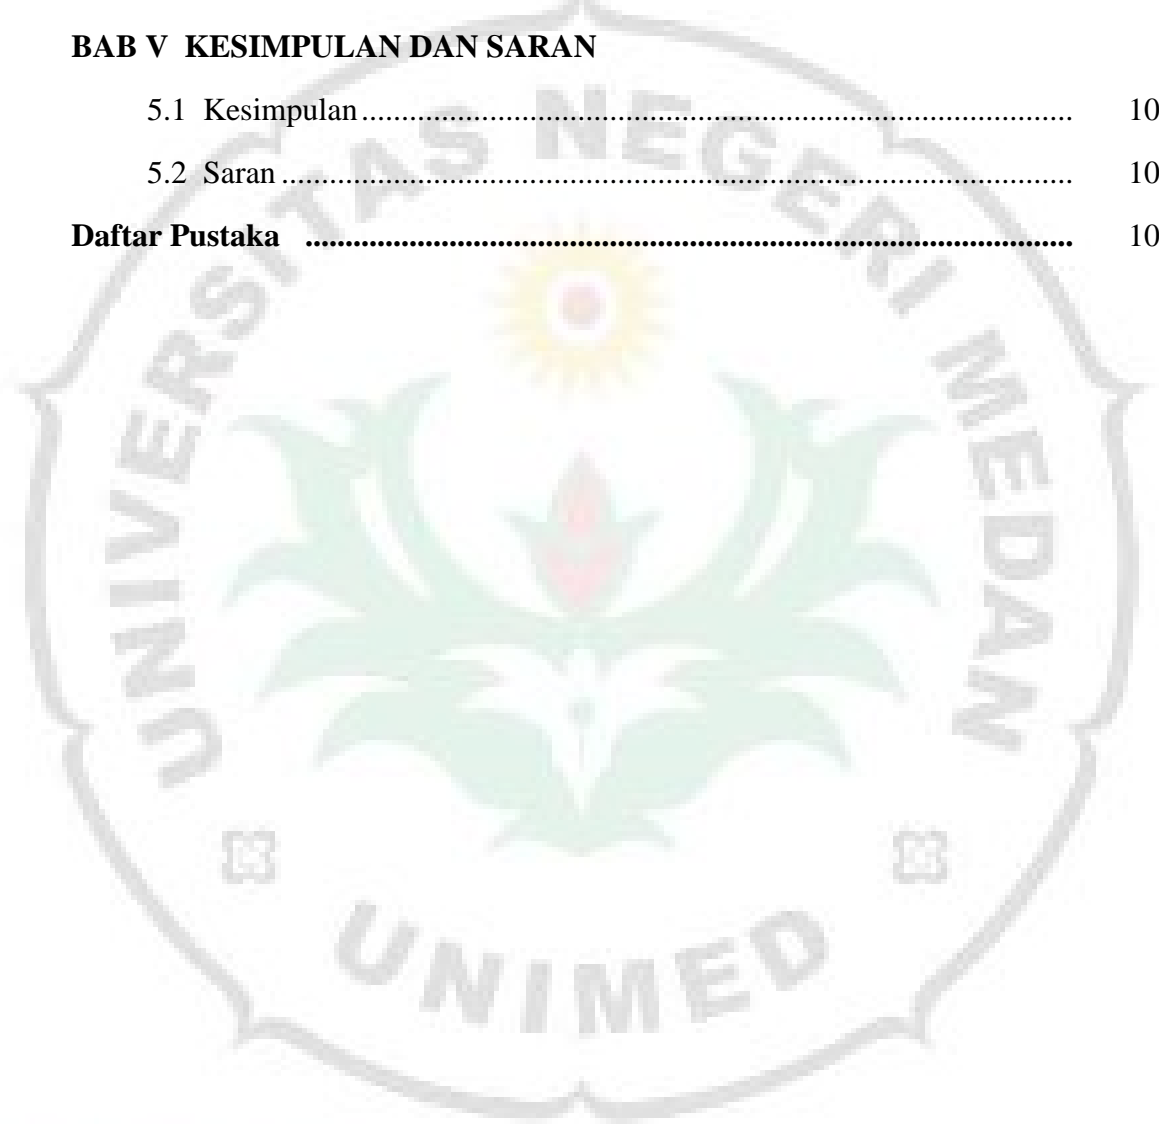 BAB V KESIMPULAN DAN SARAN
5.1 Kesimpulan.......................................................................................... 10
5.2 Saran.................................................................................................... 10
Daftar Pustaka ................................................................................................ 10
UNIVERSITAS NEGERI MEDAN
UNIMED